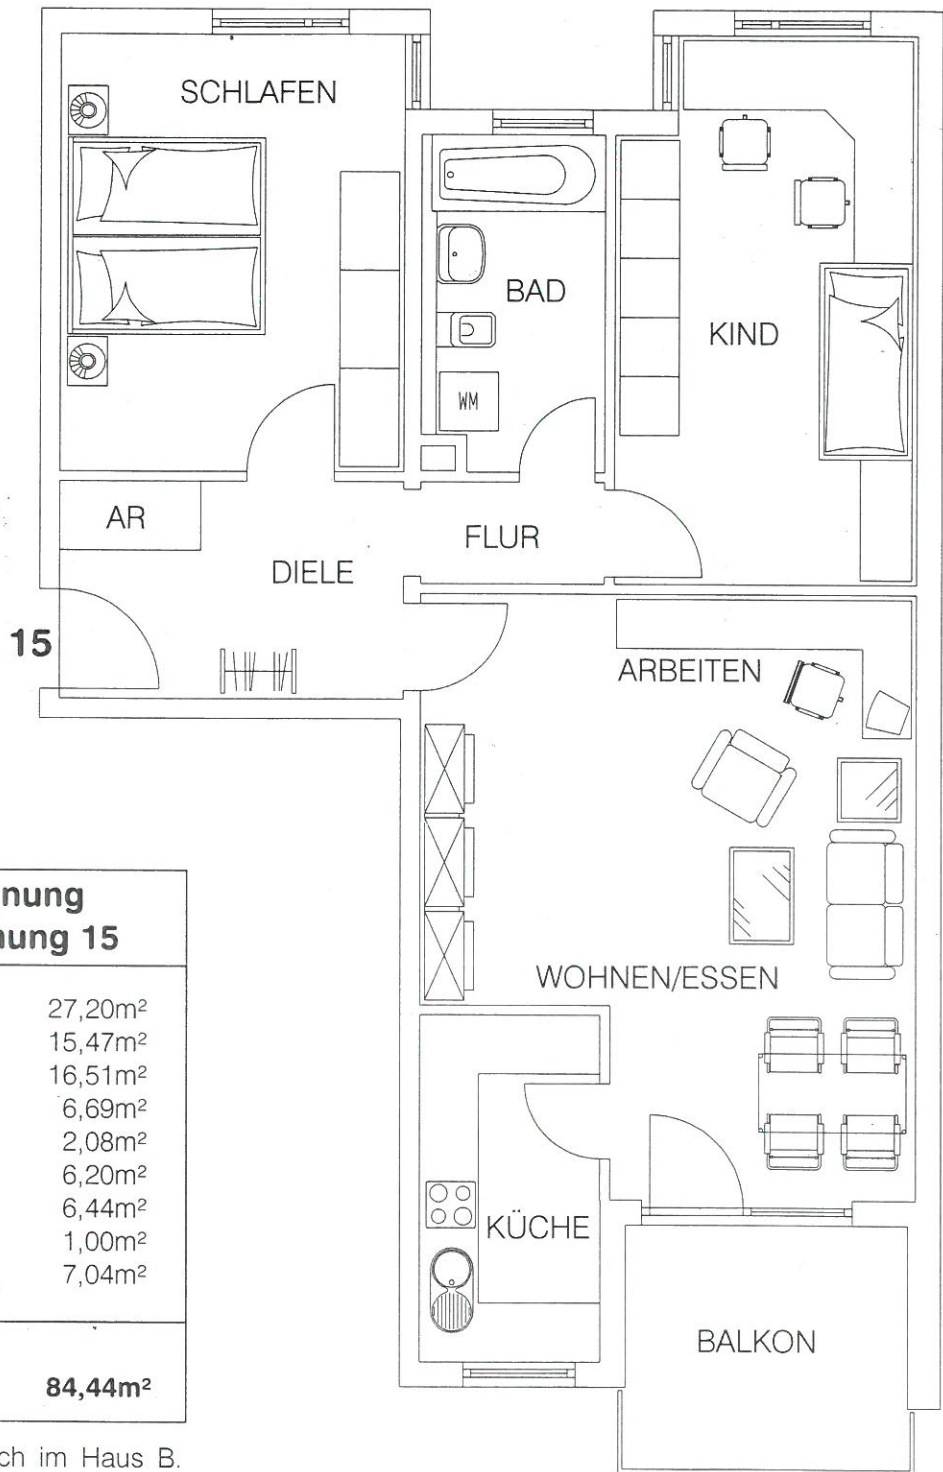 SCHLAFEN
BAD
KIND
WM
AR
FLUR
DIELE
15
ARBEITEN
nung
nung 15
27,20m²
15,47m²
16,51m²
6,69m²
2,08m²
6,20m²
6,44m²
1,00m²
7,04m²
84,44m²
WOHNEN/ESSEN
KÜCHE
BALKON
ch im Haus B.